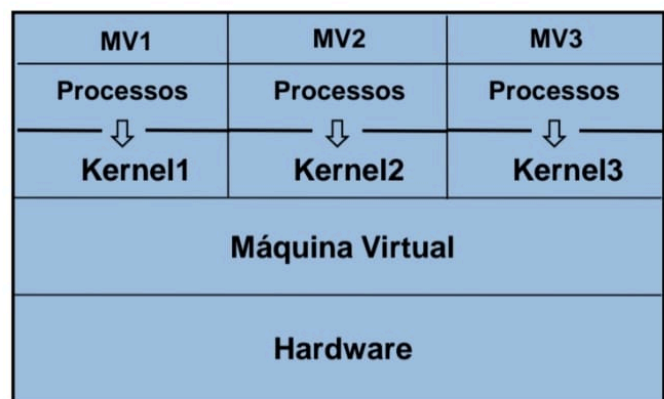 MV1 MV2 MV3
Processos Processos Processos
Kernel1 Kernel2 Kernel3
Máquina Virtual
Hardware